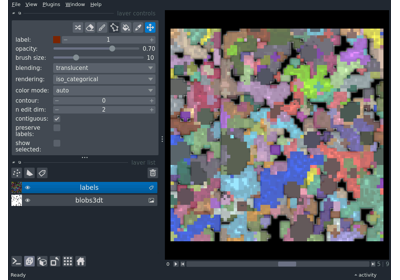 File View Plugins Window Help
layer controls
label: 1
opacity: 0.70
brush size: 10
blending: translucent
rendering: iso_categorical
color mode: auto
contour: 0
n edit dim: 2
contiguous:
preserve
labels:
show
selected:
layer list
labels
blobs3dt
Ready
activity